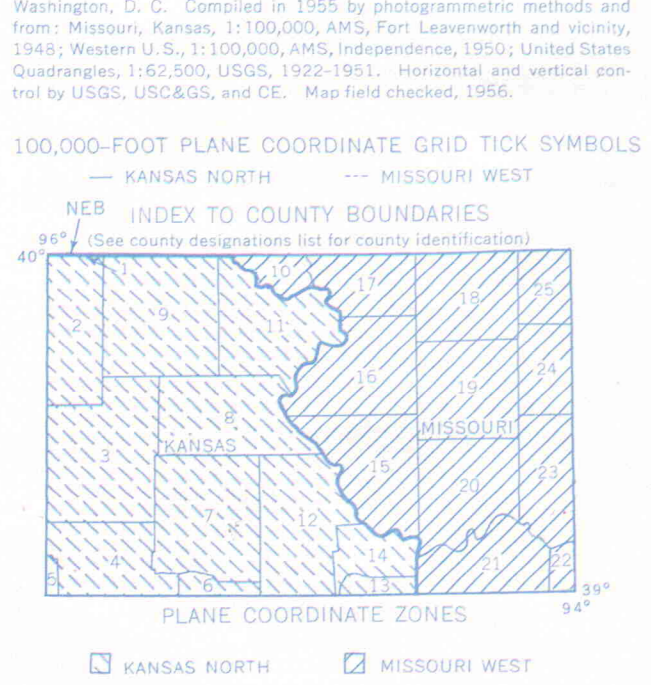 Washington, D. C. Compiled in 1955 by photogrammetric methods and
from: Missouri, Kansas, 1:100,000, AMS, Fort Leavenworth and vicinity,
1948; Western U.S., 1:100,000, AMS, Independence, 1950; United States
Quadrangles, 1:62,500, USGS, 1922–1951. Horizontal and vertical con-
trol by USGS, USC&GS, and CE. Map field checked, 1956.
100,000–FOOT PLANE COORDINATE GRID TICK SYMBOLS
— KANSAS NORTH --- MISSOURI WEST
NEB INDEX TO COUNTY BOUNDARIES
96° (See county designations list for county identification)
40°
1 10 17 18 25
2 9 11
16 19 24
8 MISSOURI
KANSAS
3 15 20 23
7 12
4 14 21 22
5 6 13 39°
94°
PLANE COORDINATE ZONES
KANSAS NORTH MISSOURI WEST